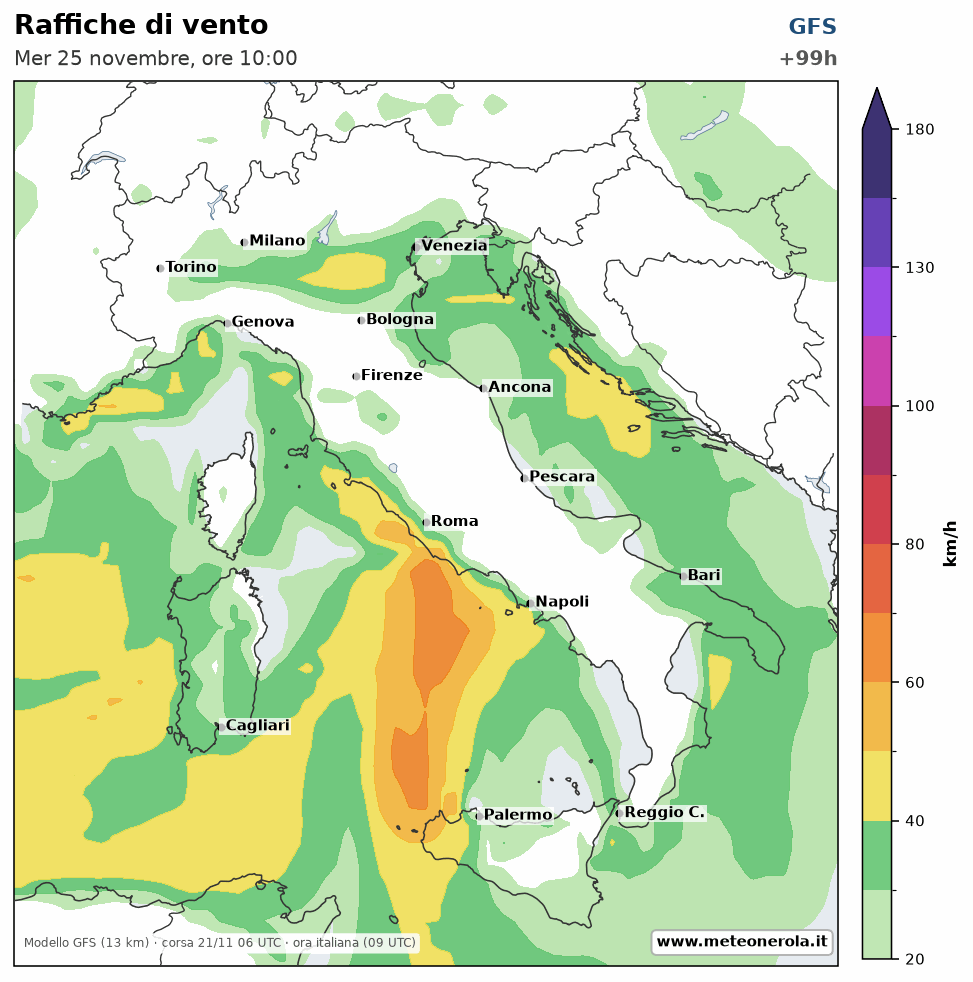 Raffiche di vento
GFS
Mer 25 novembre, ore 10:00
+99h
180
130
100
80
60
40
20
km/h
Milano
Venezia
Torino
Bologna
Genova
Firenze
Ancona
Pescara
Roma
Bari
Napoli
Cagliari
Palermo
Reggio C.
Modello GFS (13 km) · corsa 21/11 06 UTC · ora italiana (09 UTC)
www.meteonerola.it